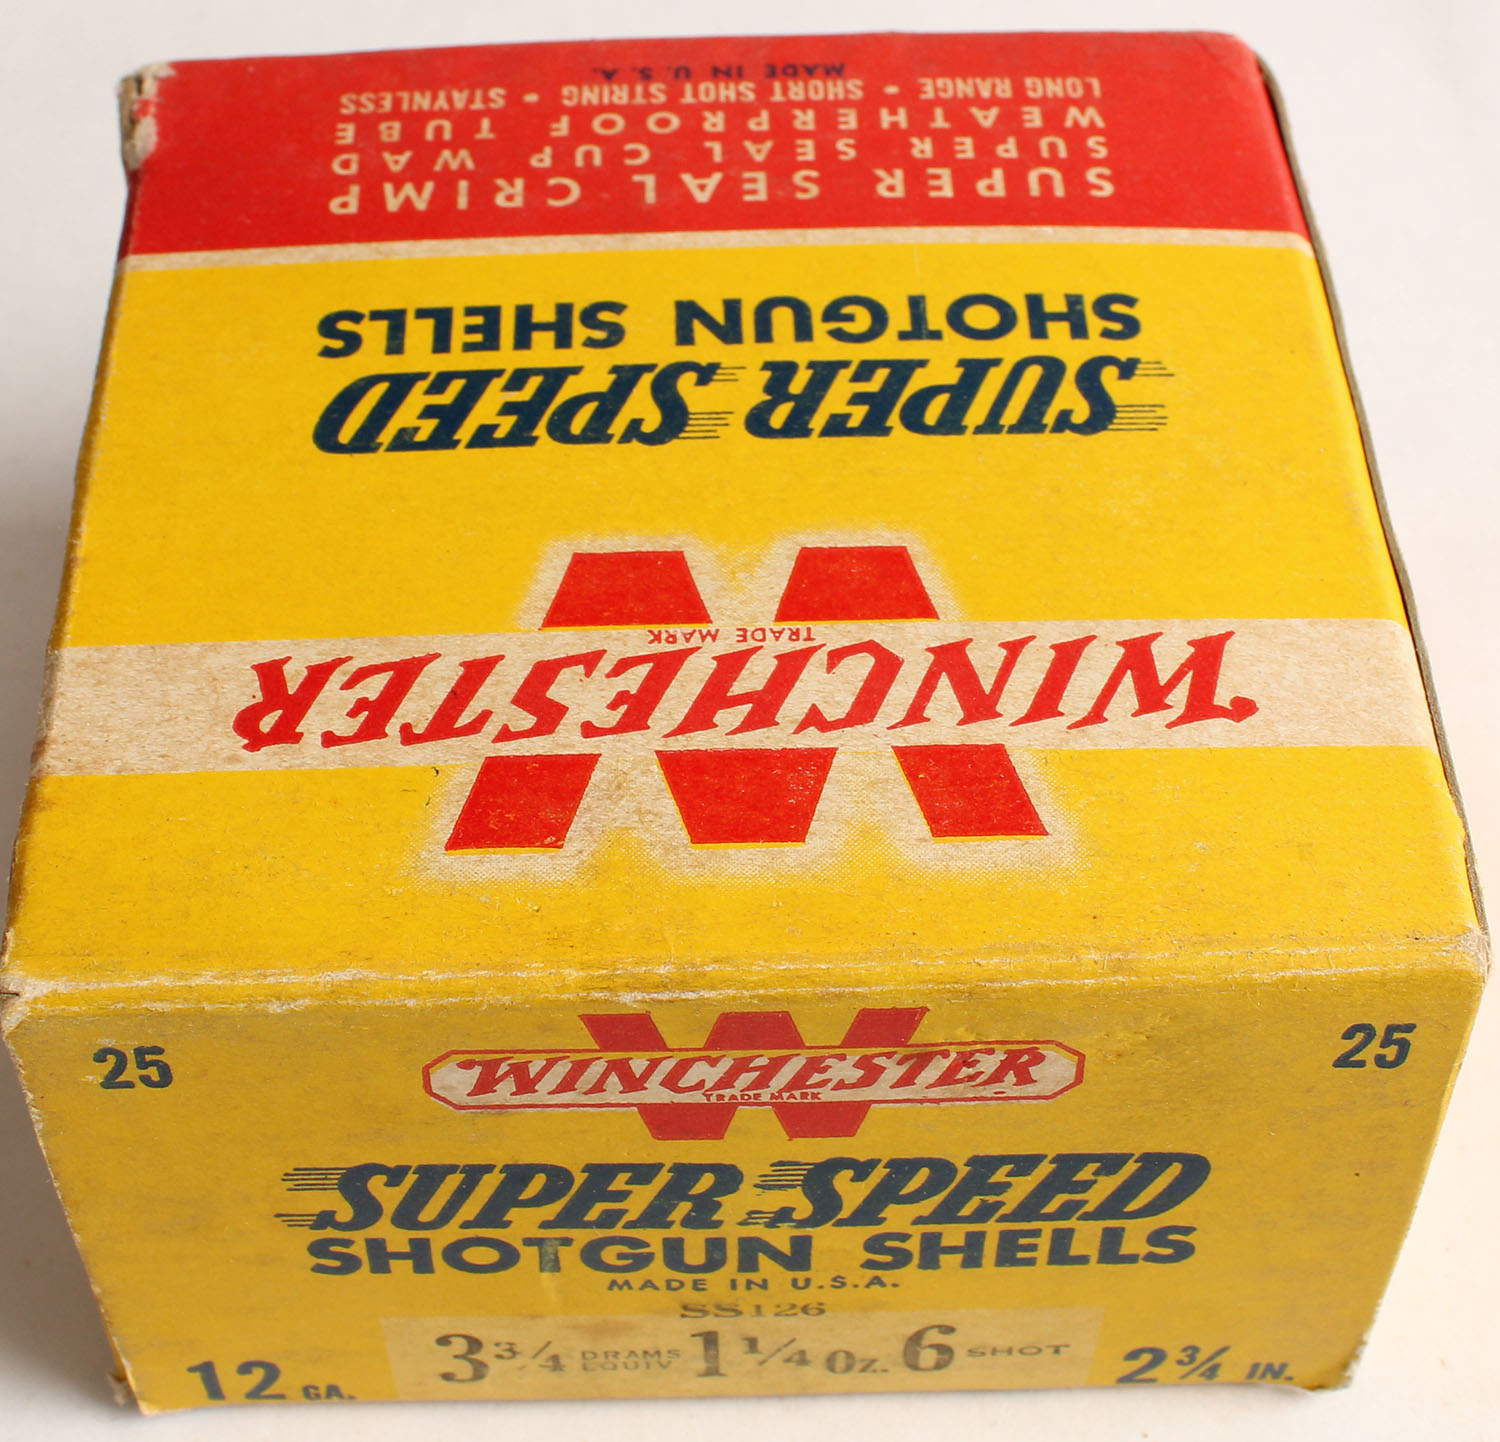 MADE IN U.S.A.
LONG RANGE • SHORT SHOT STRING • STAYNLESS
WEATHERPROOF TUBE
SUPER SEAL CUP WAD
SUPER SEAL CRIMP
SHOTGUN SHELLS
SUPER SPEED
TRADE MARK
WINCHESTER
W
25 W 25
WINCHESTER
TRADE MARK
SUPER SPEED
SHOTGUN SHELLS
MADE IN U.S.A.
SS126
12 GA. 3 3/4 DRAMS EQUIV 1 1/4 Oz. 6 SHOT 2 3/4 IN.